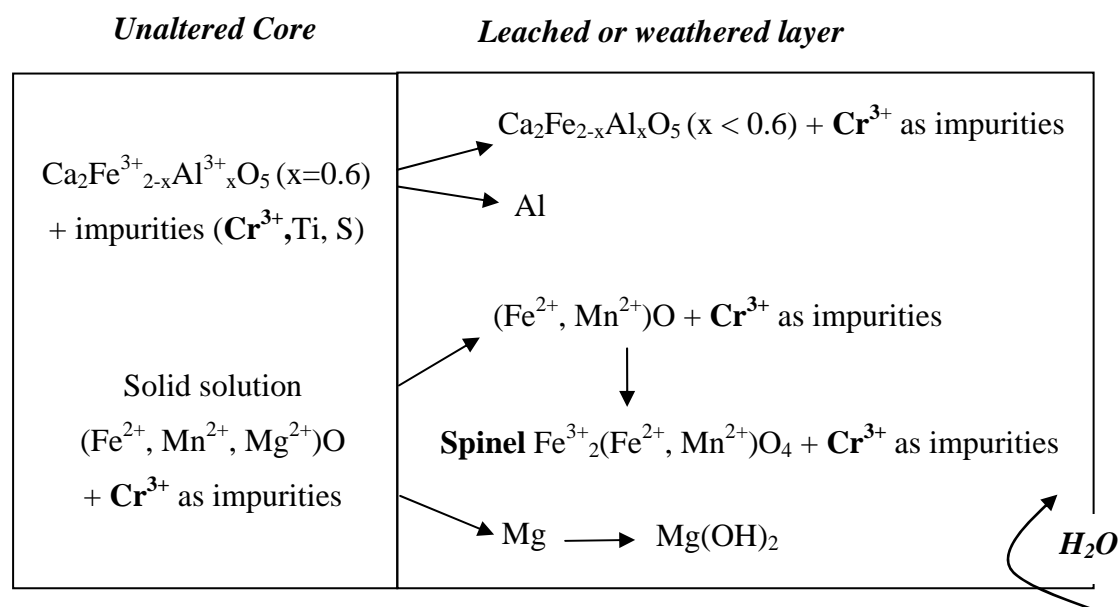 Unaltered Core
Leached or weathered layer
Ca₂Fe³⁺₂₋ₓAl³⁺ₓO₅ (x=0.6)
+ impurities (Cr³⁺,Ti, S)
Ca₂Fe₂₋ₓAlₓO₅ (x < 0.6) + Cr³⁺ as impurities
Al
Solid solution
(Fe²⁺, Mn²⁺, Mg²⁺)O
+ Cr³⁺ as impurities
(Fe²⁺, Mn²⁺)O + Cr³⁺ as impurities
Spinel Fe³⁺₂(Fe²⁺, Mn²⁺)O₄ + Cr³⁺ as impurities
Mg
Mg(OH)₂
H₂O